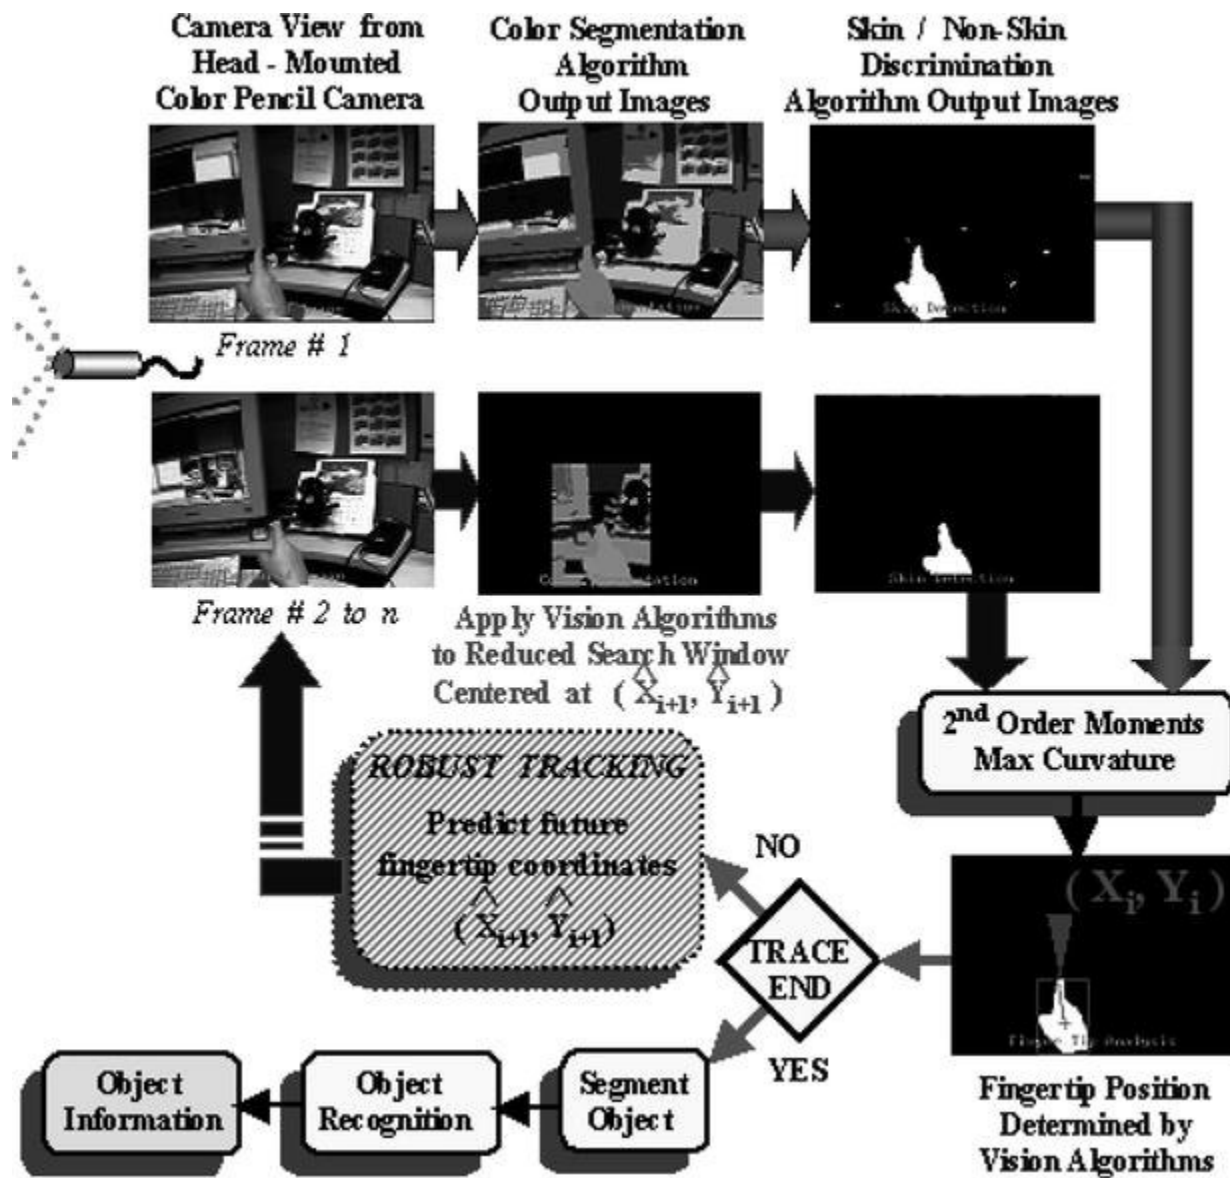 Camera View from
Head - Mounted
Color Pencil Camera
Color Segmentation
Algorithm
Output Images
Skin / Non-Skin
Discrimination
Algorithm Output Images
Skin Detection
Frame # 1
Skin Detection
Frame # 2 to n
Apply Vision Algorithms
to Reduced Search Window
Centered at ( X̂i+1, Ŷi+1 )
2nd Order Moments
Max Curvature
ROBUST TRACKING
Predict future
fingertip coordinates
( X̂i+1, Ŷi+1)
NO
TRACE
END
YES
( Xi, Yi )
Finger Tip Analysis
Fingertip Position
Determined by
Vision Algorithms
Segment
Object
Object
Recognition
Object
Information